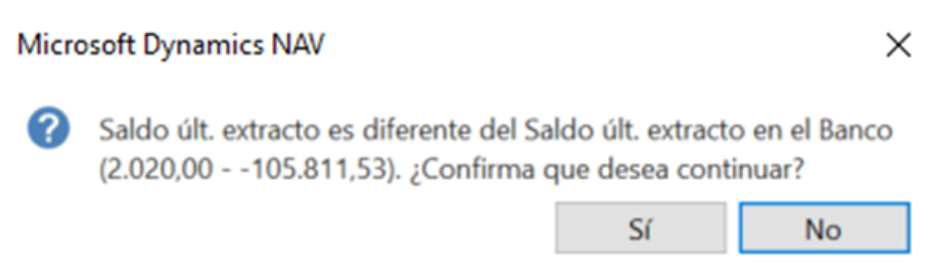 Microsoft Dynamics NAV
Saldo últ. extracto es diferente del Saldo últ. extracto en el Banco
(2.020,00 - -105.811,53). ¿Confirma que desea continuar?
Sí
No